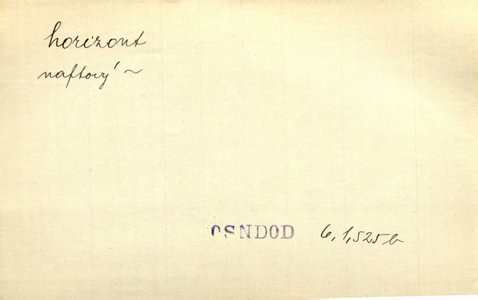 horizont
naftový ~
OSNDOD 6,1,525b